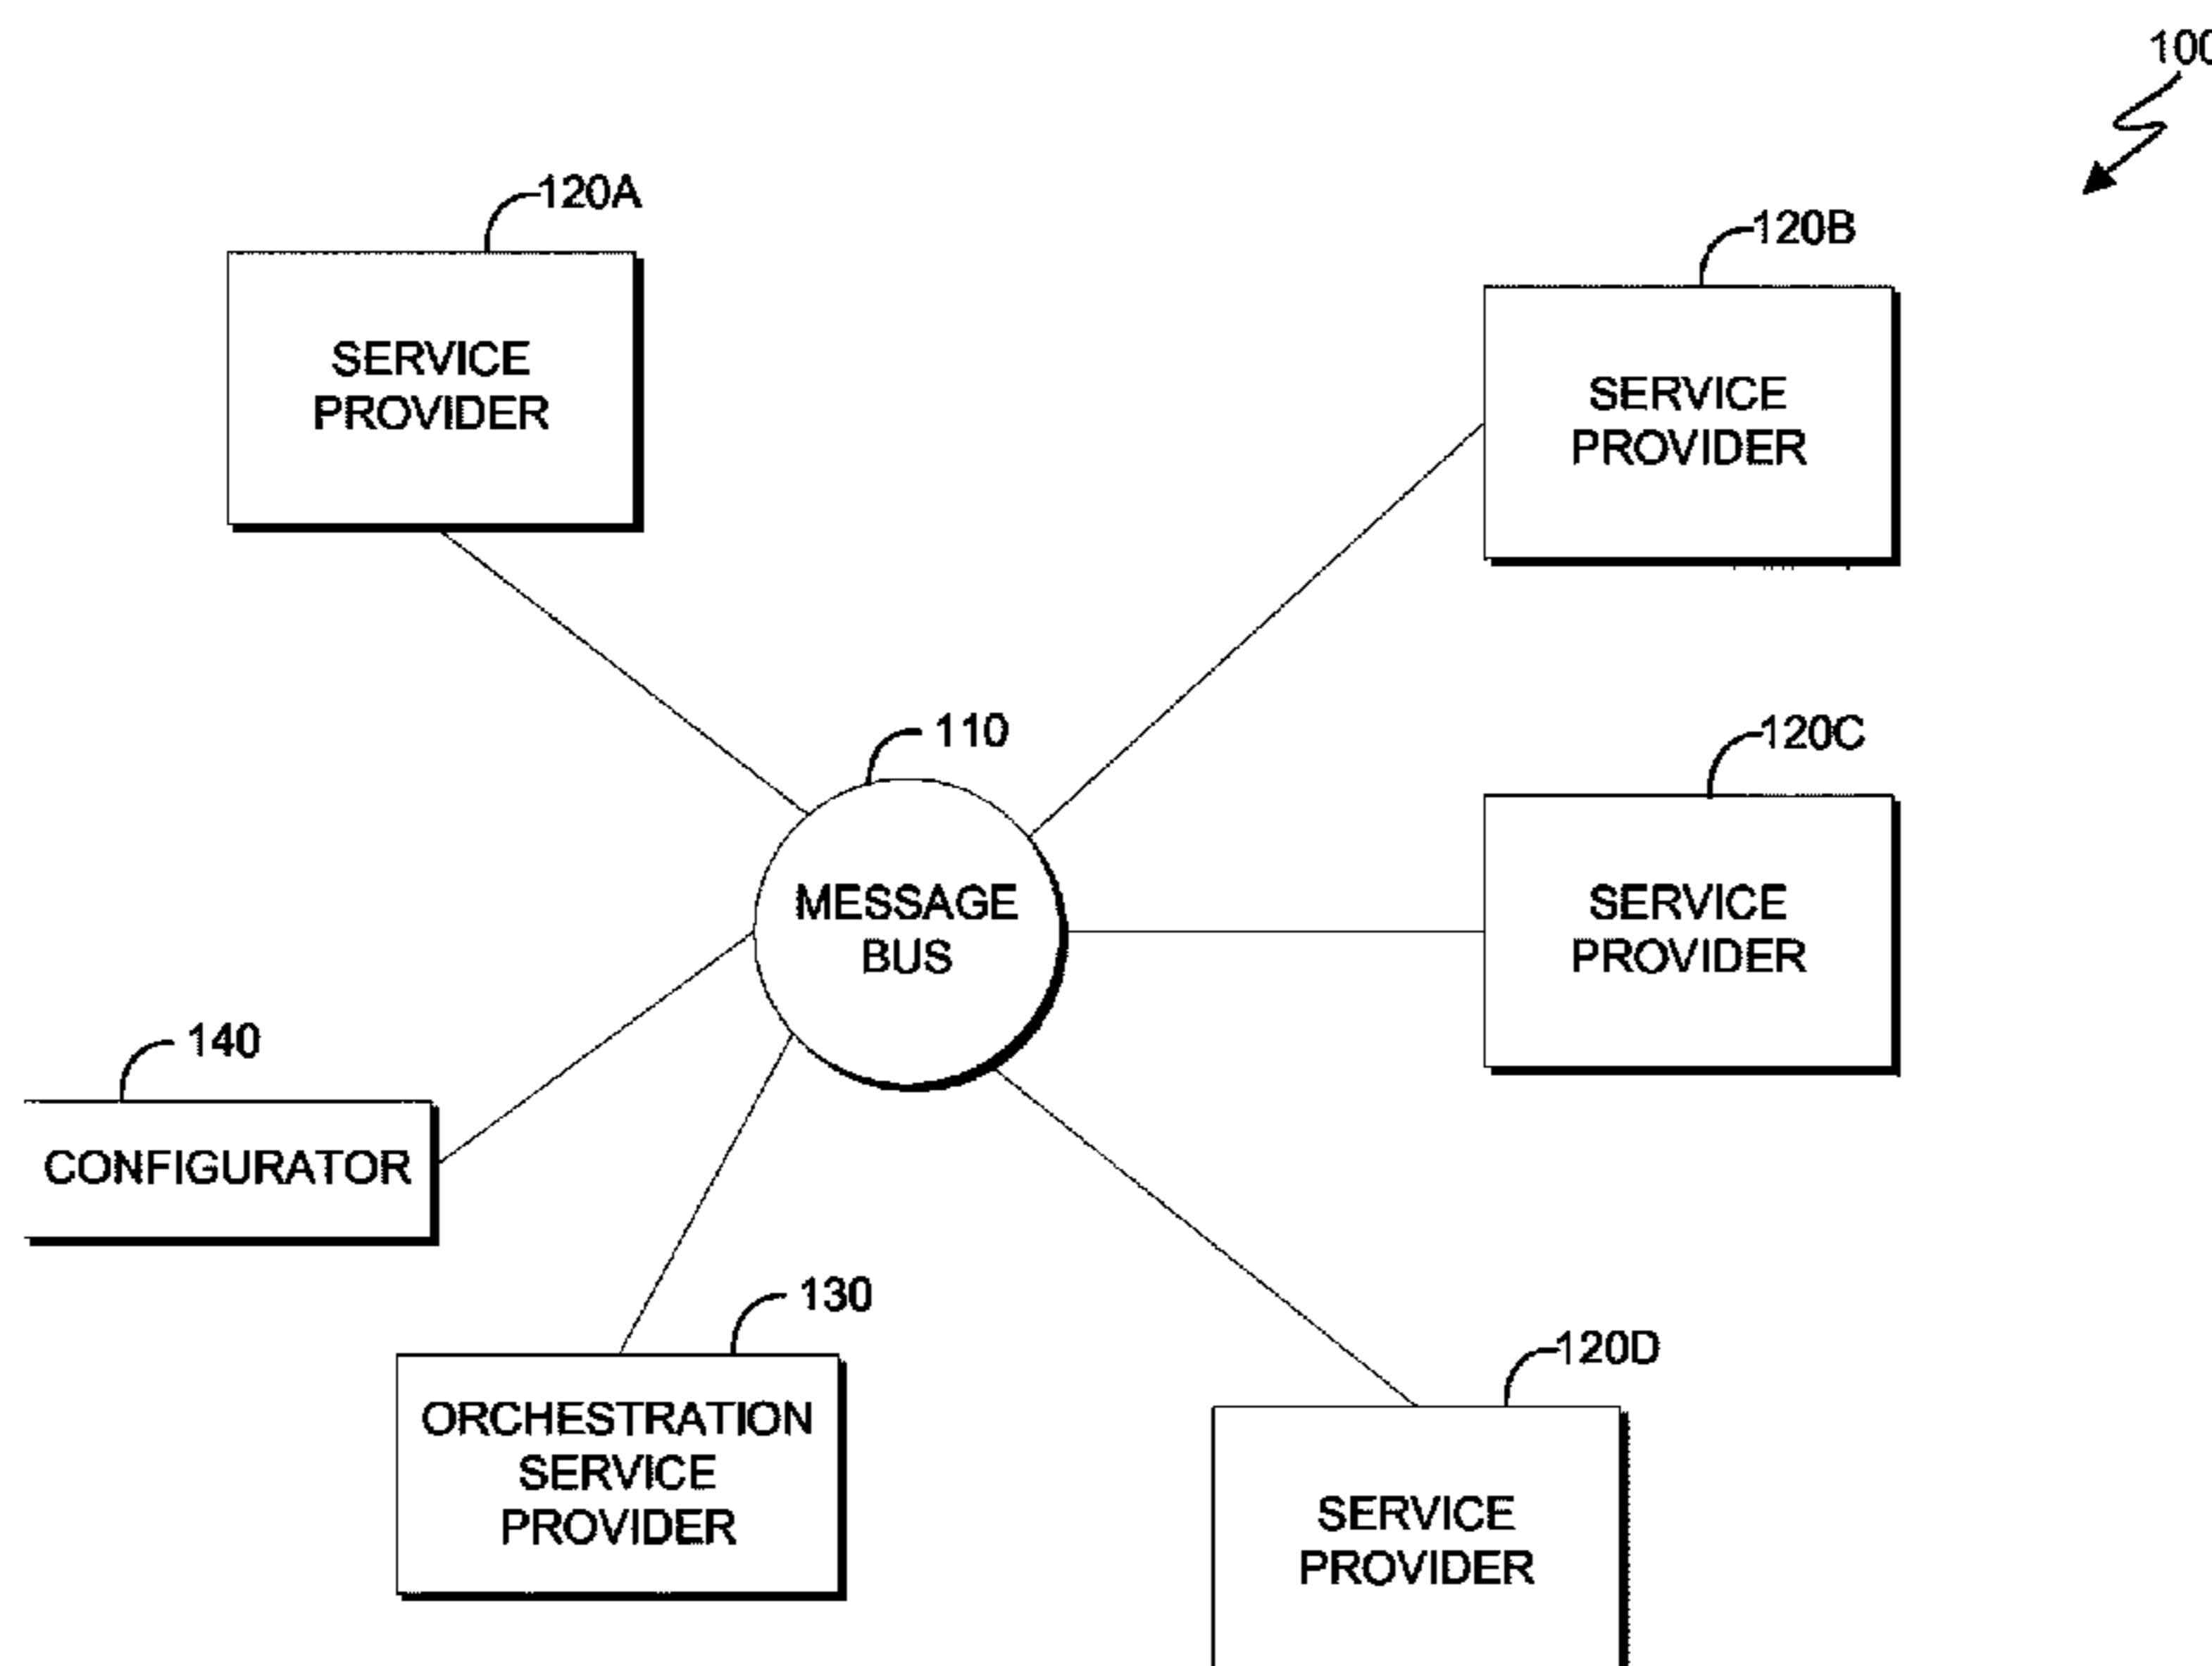 100
120A
120B
SERVICE
PROVIDER
SERVICE
PROVIDER
110
120C
MESSAGE
BUS
SERVICE
PROVIDER
140
CONFIGURATOR
130
120D
ORCHESTRATION
SERVICE
PROVIDER
SERVICE
PROVIDER